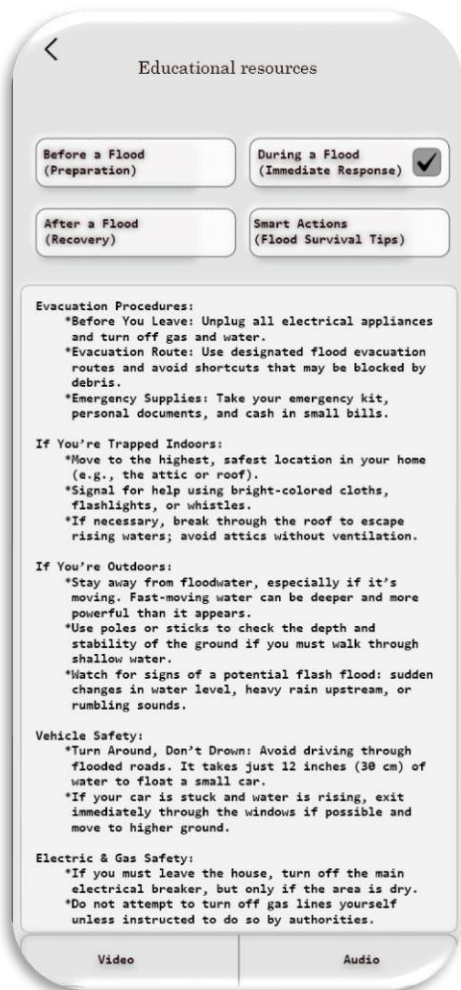 Educational resources
Before a Flood
(Preparation)
During a Flood
(Immediate Response)
After a Flood
(Recovery)
Smart Actions
(Flood Survival Tips)
Evacuation Procedures:
*Before You Leave: Unplug all electrical appliances
and turn off gas and water.
*Evacuation Route: Use designated flood evacuation
routes and avoid shortcuts that may be blocked by
debris.
*Emergency Supplies: Take your emergency kit,
personal documents, and cash in small bills.
If You're Trapped Indoors:
*Move to the highest, safest location in your home
(e.g., the attic or roof).
*Signal for help using bright-colored cloths,
flashlights, or whistles.
*If necessary, break through the roof to escape
rising waters; avoid attics without ventilation.
If You're Outdoors:
*Stay away from floodwater, especially if it's
moving. Fast-moving water can be deeper and more
powerful than it appears.
*Use poles or sticks to check the depth and
stability of the ground if you must walk through
shallow water.
*Watch for signs of a potential flash flood: sudden
changes in water level, heavy rain upstream, or
rumbling sounds.
Vehicle Safety:
*Turn Around, Don't Drown: Avoid driving through
flooded roads. It takes just 12 inches (30 cm) of
water to float a small car.
*If your car is stuck and water is rising, exit
immediately through the windows if possible and
move to higher ground.
Electric & Gas Safety:
*If you must leave the house, turn off the main
electrical breaker, but only if the area is dry.
*Do not attempt to turn off gas lines yourself
unless instructed to do so by authorities.
Video
Audio